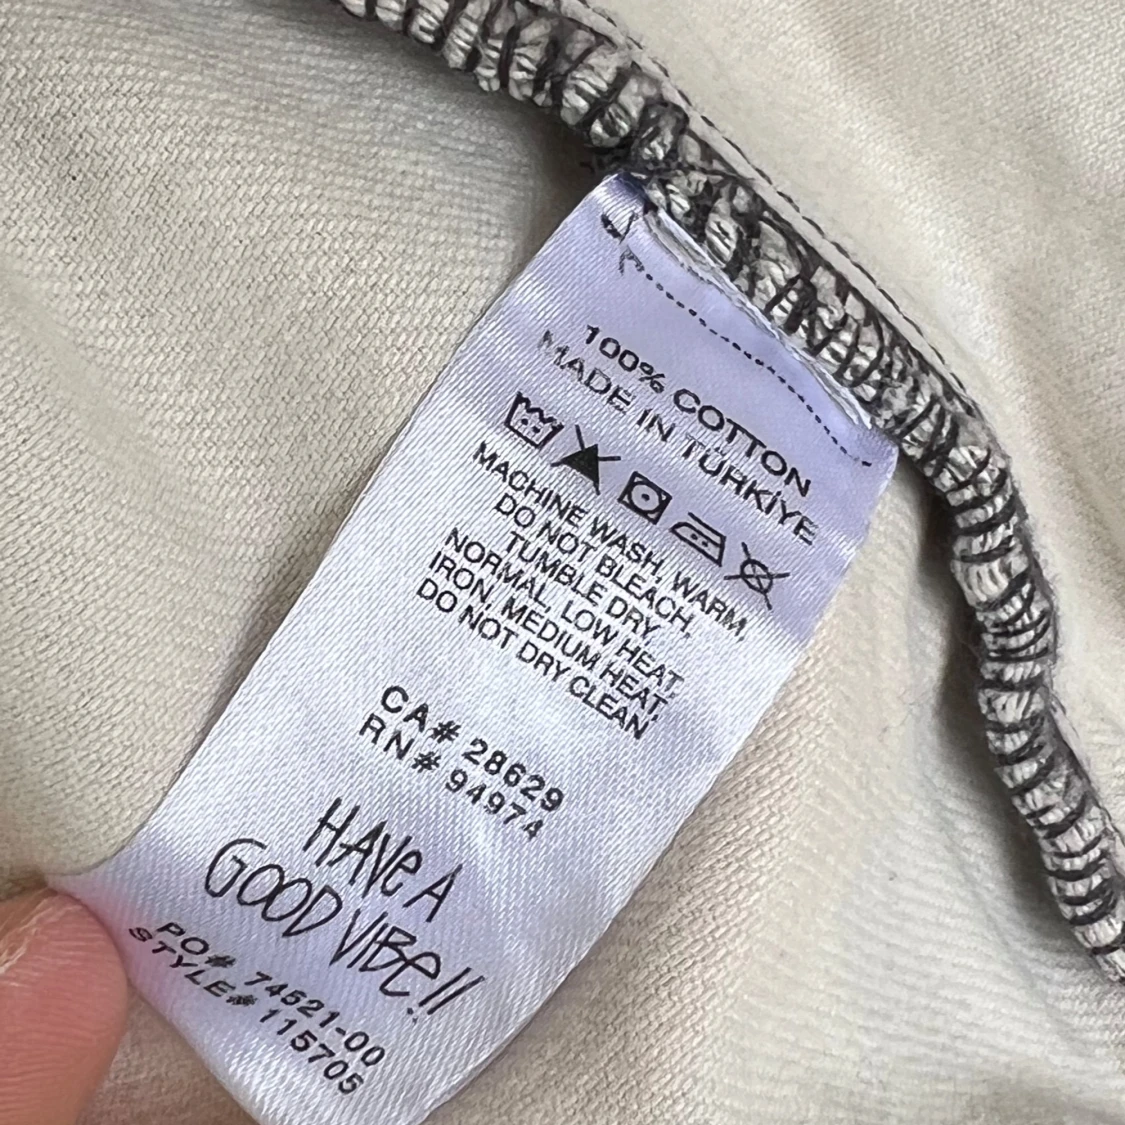 100% COTTON
MADE IN TÜRKİYE
MACHINE WASH, WARM,
DO NOT BLEACH,
TUMBLE DRY
NORMAL, LOW HEAT,
IRON, MEDIUM HEAT,
DO NOT DRY CLEAN
CA# 28629
RN# 94974
HAVe A
GOOD VIBe!!
PO# 74521-00
STYLE# 115705